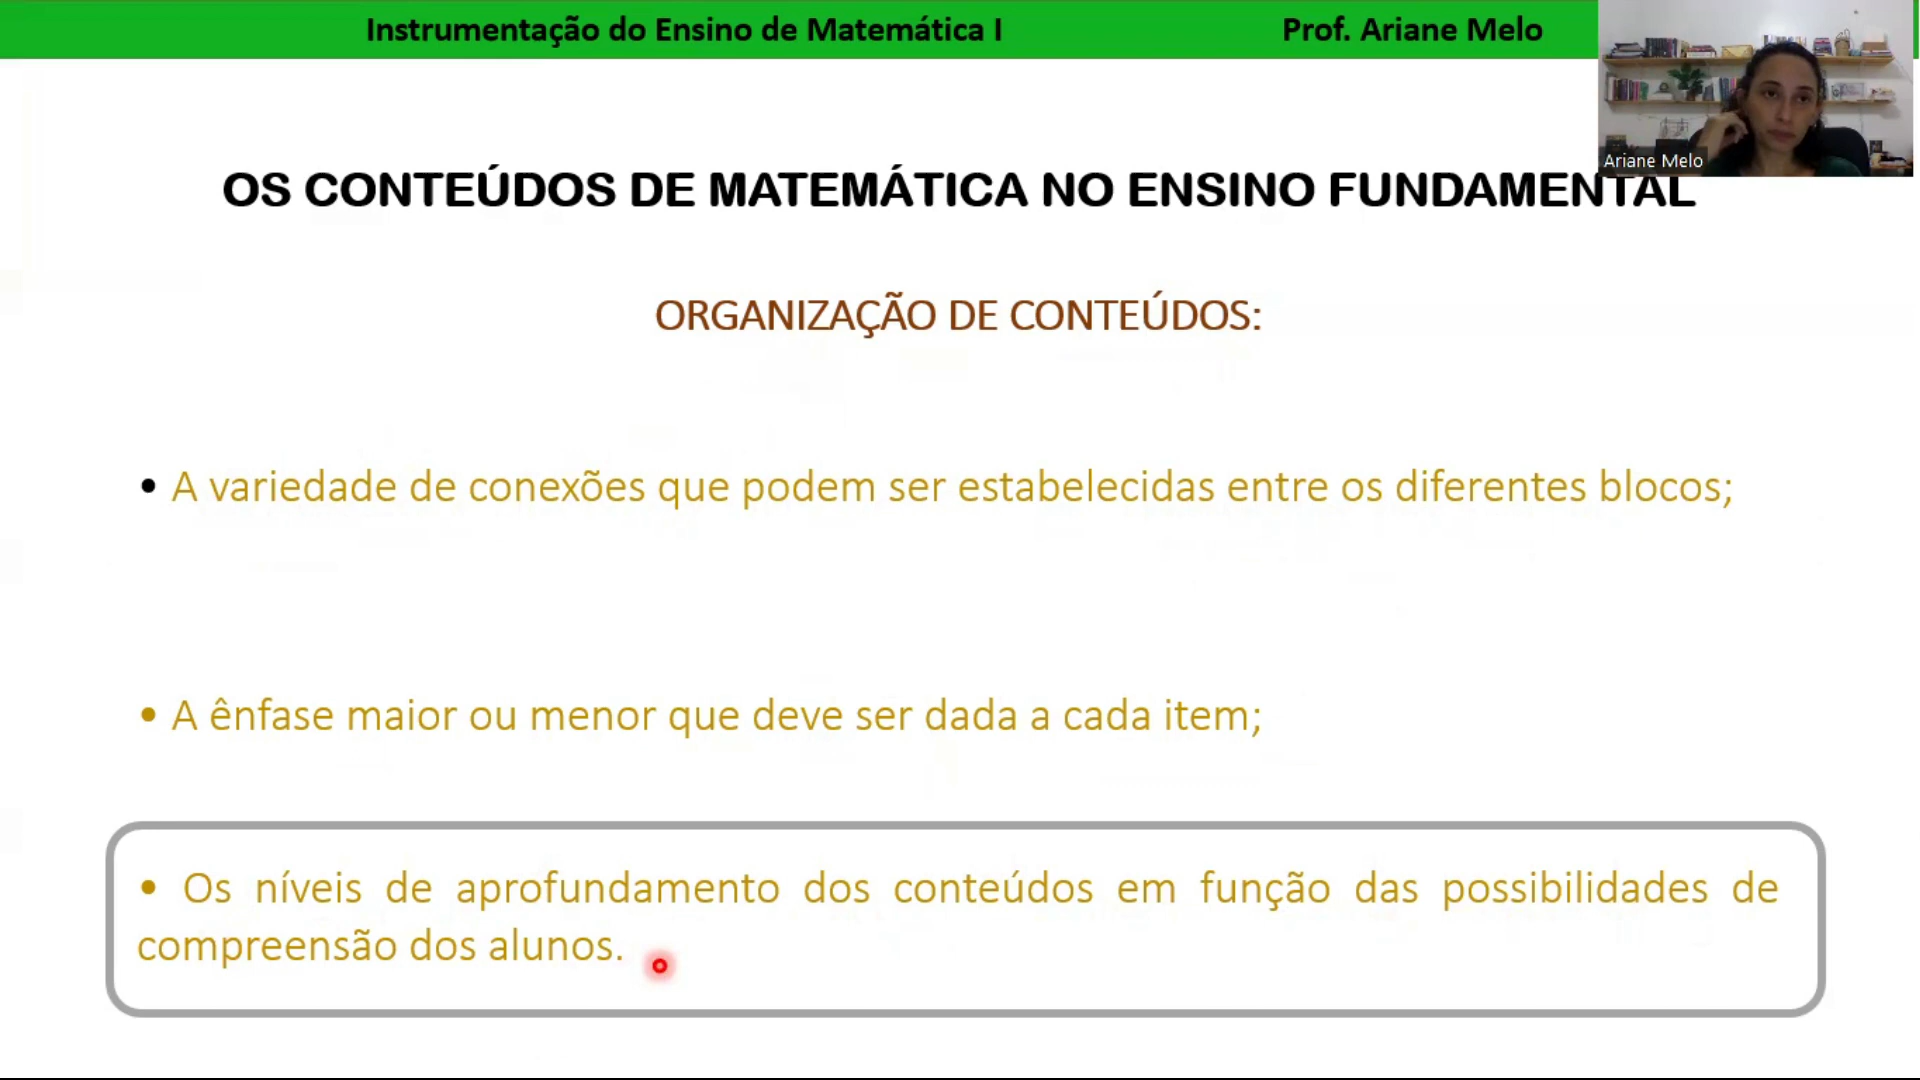 Instrumentação do Ensino de Matemática I
Prof. Ariane Melo
Ariane Melo
OS CONTEÚDOS DE MATEMÁTICA NO ENSINO FUNDAMENTAL
ORGANIZAÇÃO DE CONTEÚDOS:
• A variedade de conexões que podem ser estabelecidas entre os diferentes blocos;
• A ênfase maior ou menor que deve ser dada a cada item;
• Os níveis de aprofundamento dos conteúdos em função das possibilidades de
compreensão dos alunos.